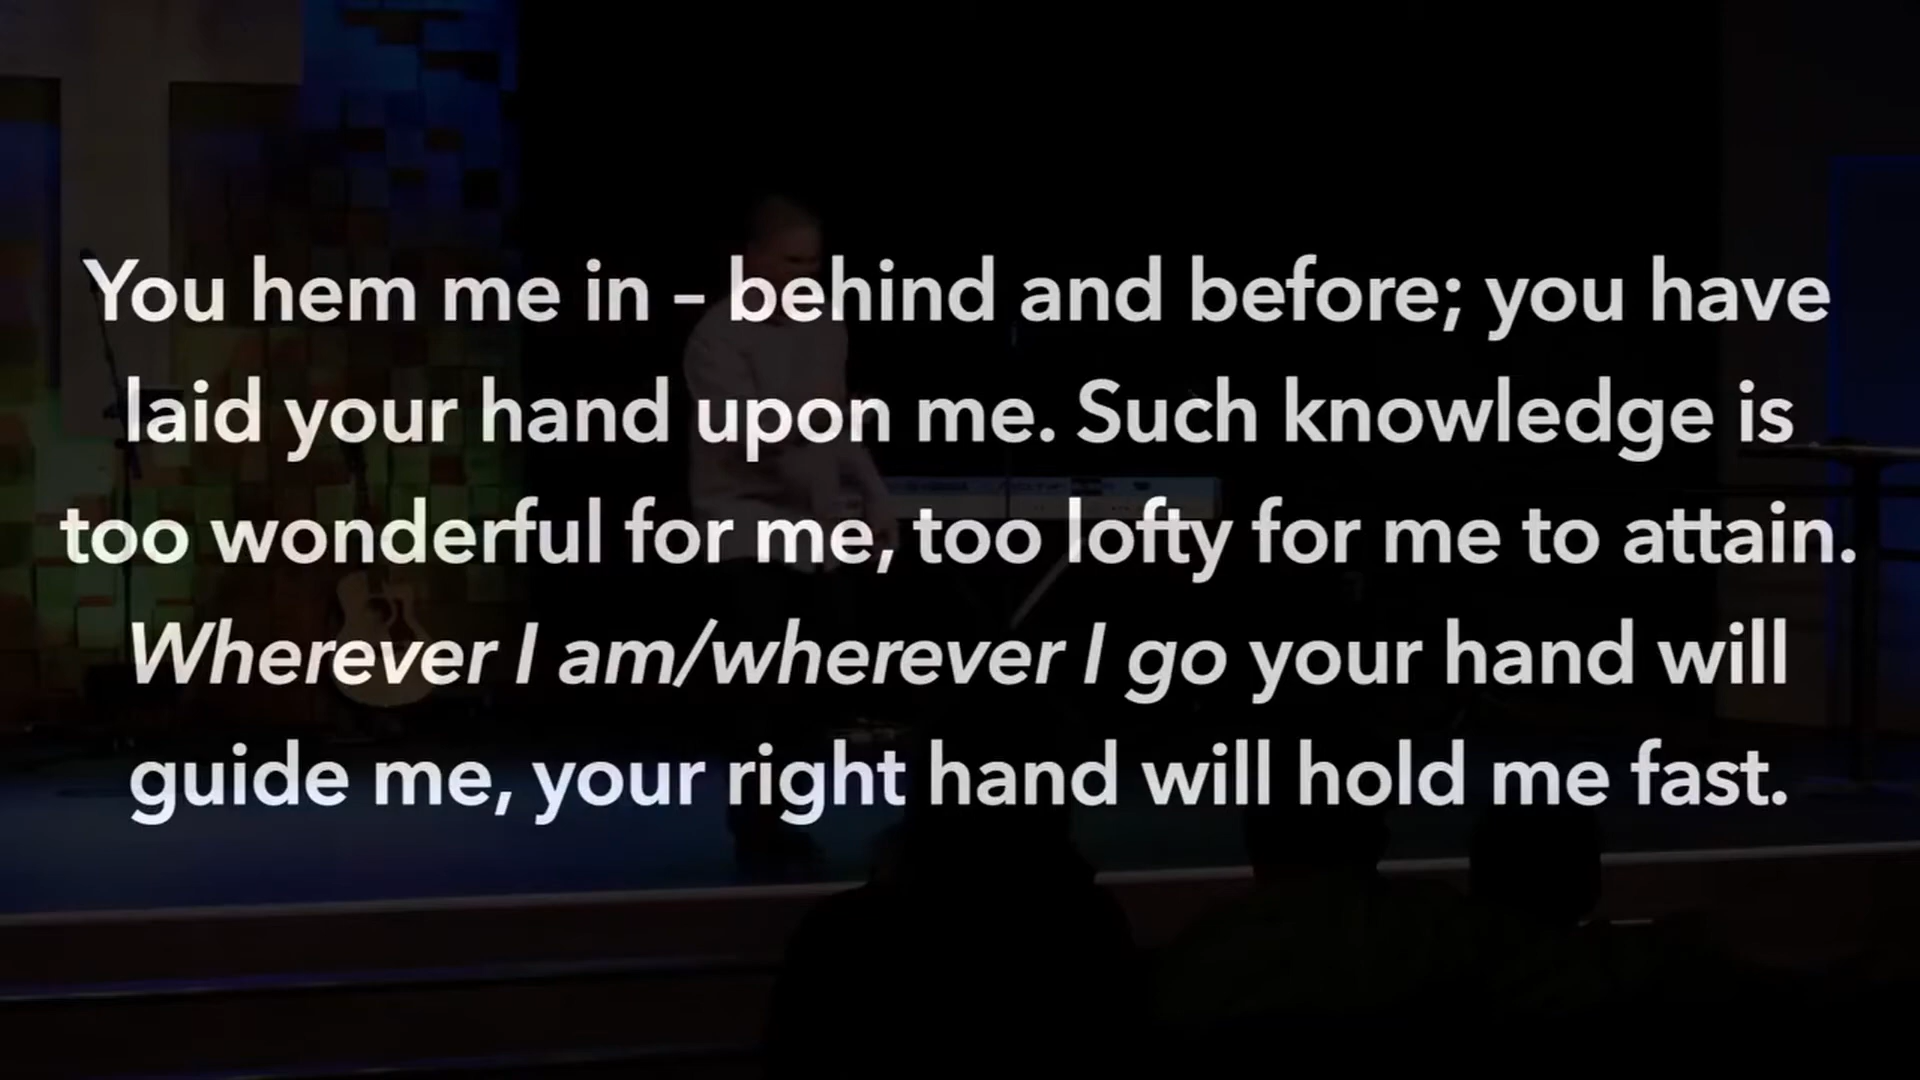 You hem me in – behind and before; you have
laid your hand upon me. Such knowledge is
too wonderful for me, too lofty for me to attain.
Wherever I am/wherever I go your hand will
guide me, your right hand will hold me fast.